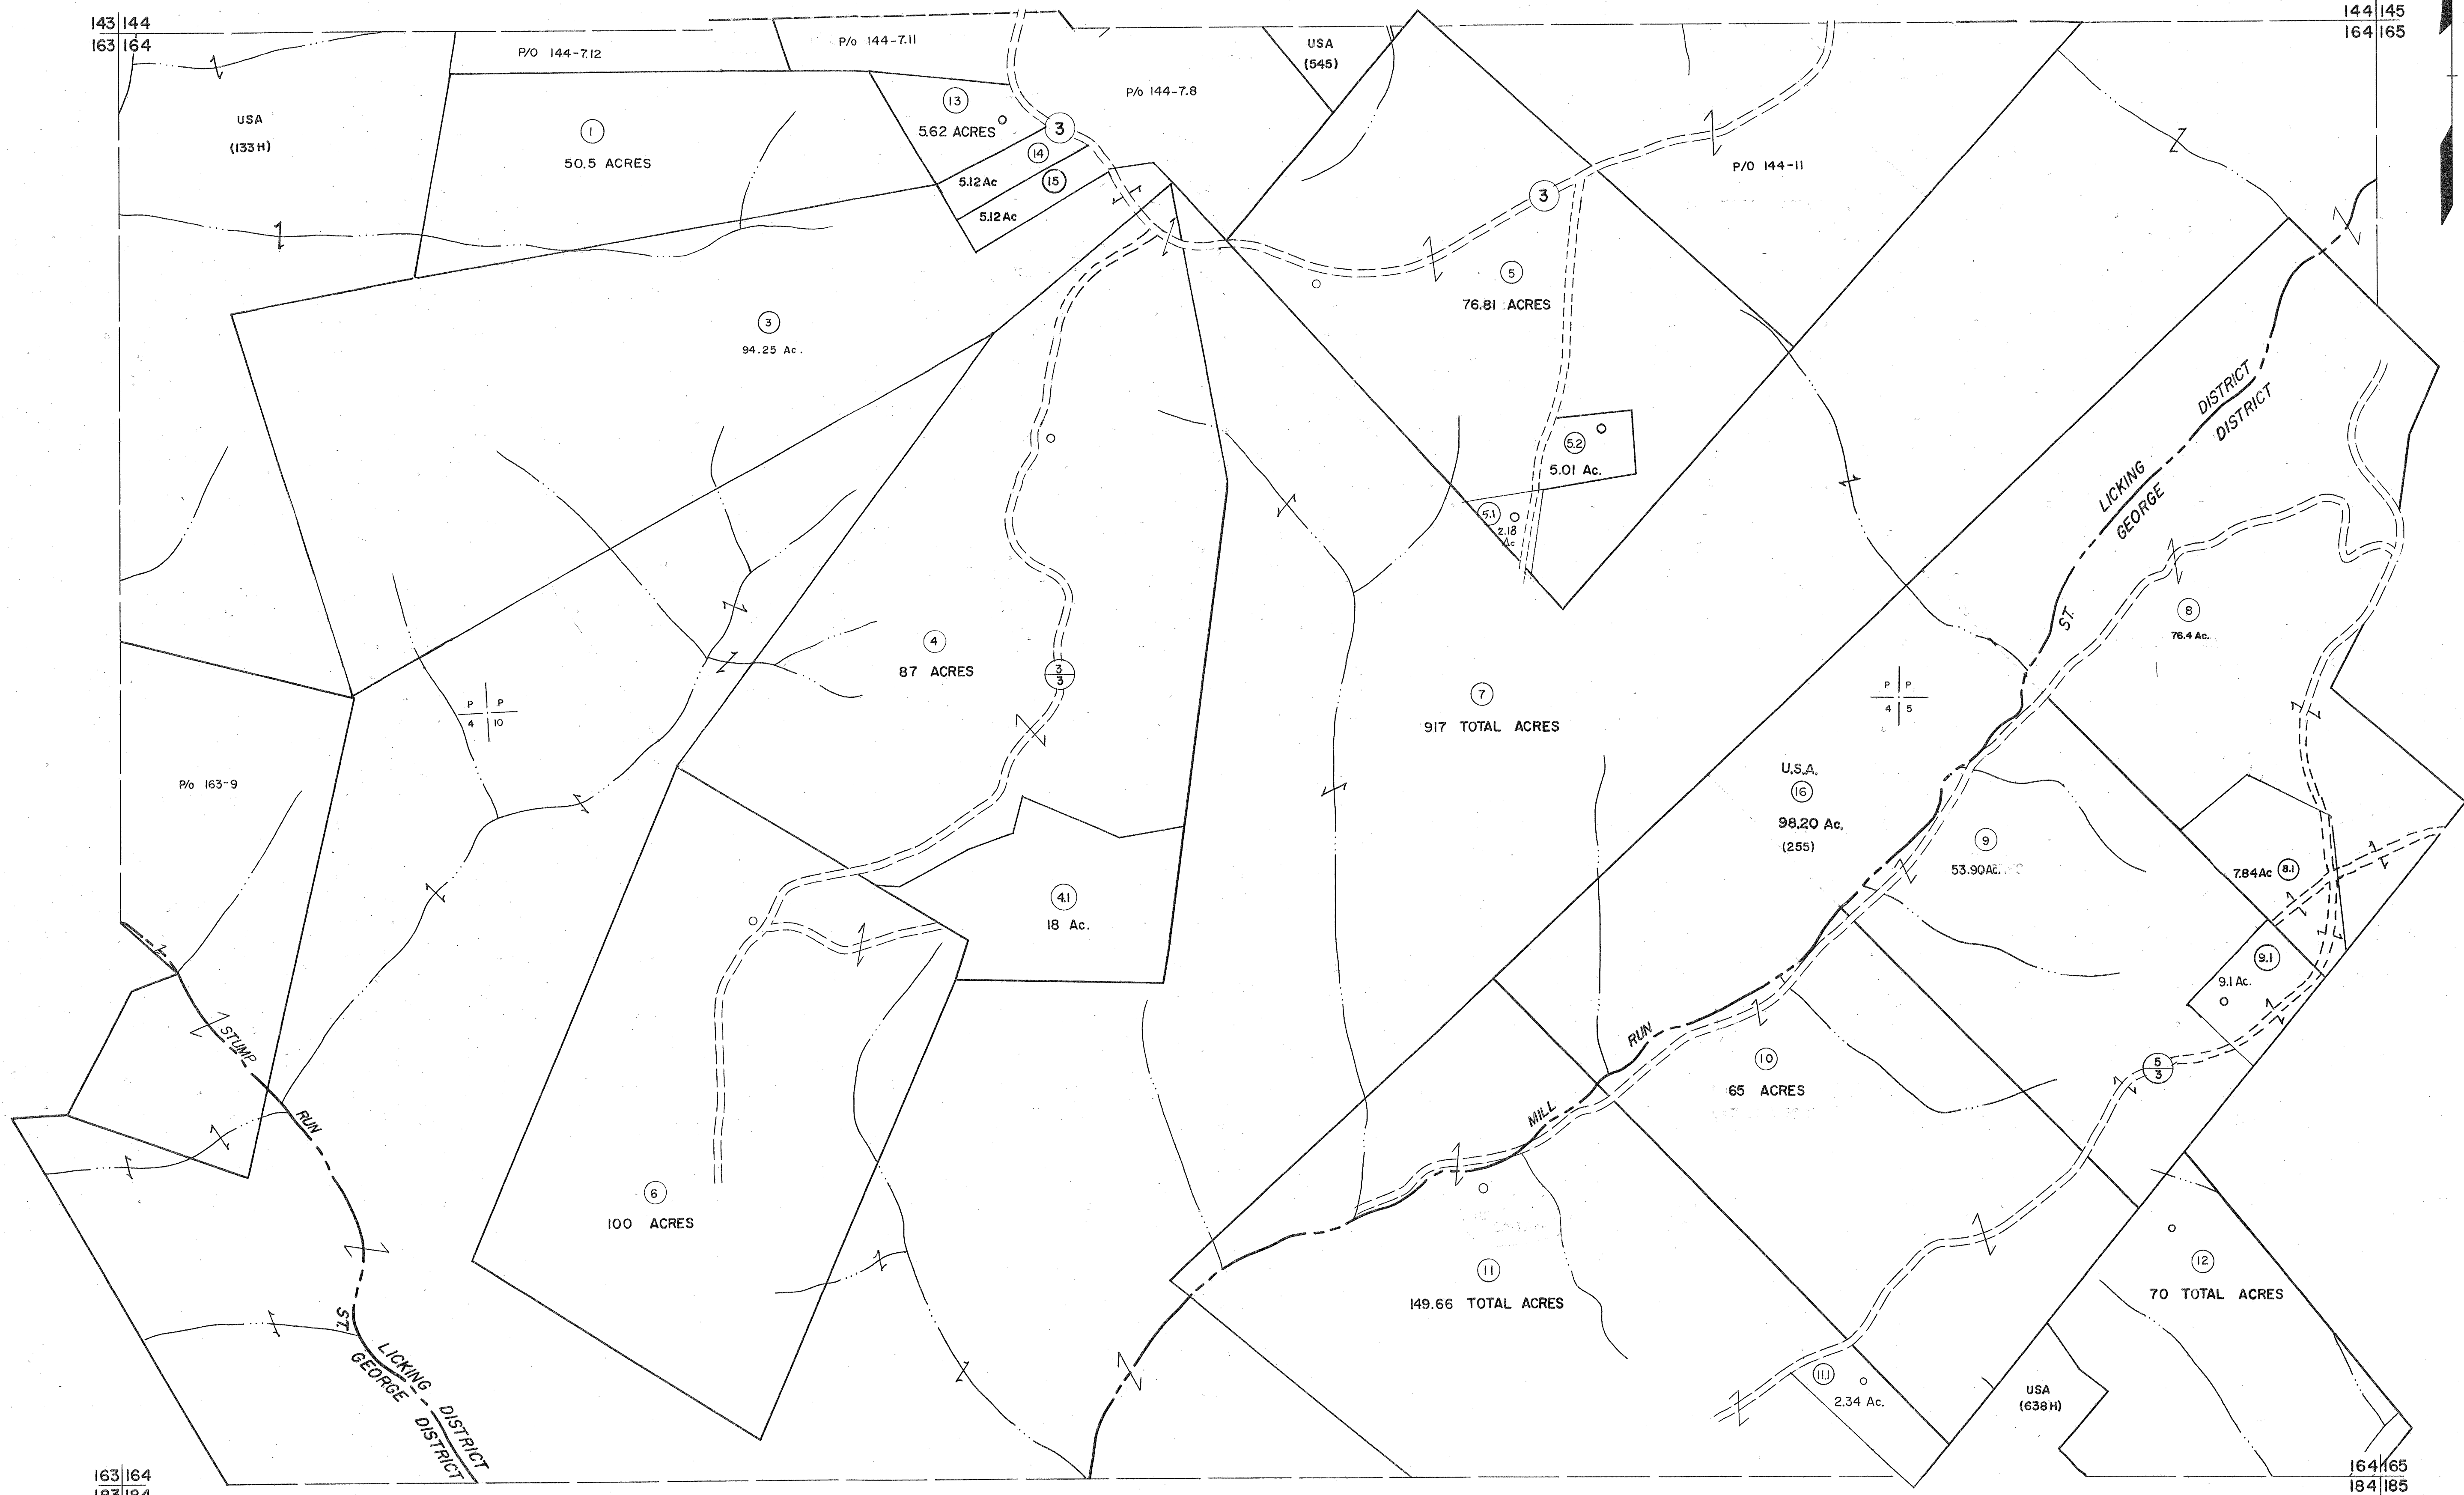 143 144
163 164
144 145
164 165
P/O 144-7.12
P/o 144-7.11
USA
(545)
P/o 144-7.8
USA
(133H)
1
50.5 ACRES
13
5.62 ACRES
3
14
5.12 Ac
15
5.12 Ac
3
P/O 144-11
5
76.81 ACRES
3
94.25 Ac.
5.2
5.01 Ac.
5.1
2.18
Ac
LICKING DISTRICT
ST. GEORGE DISTRICT
8
76.4 Ac.
4
87 ACRES
3
3
7
917 TOTAL ACRES
P P
4 10
P P
4 5
P/o 163-9
U.S.A.
16
98.20 Ac.
(255)
9
53.90 Ac.
7.84 Ac 8.1
4.1
18 Ac.
9.1
9.1 Ac.
STUMP RUN
MILL RUN
10
65 ACRES
5
3
6
100 ACRES
11
149.66 TOTAL ACRES
12
70 TOTAL ACRES
LICKING DISTRICT
ST. GEORGE DISTRICT
11.1
2.34 Ac.
USA
(638H)
163 164
183 184
164 165
184 185